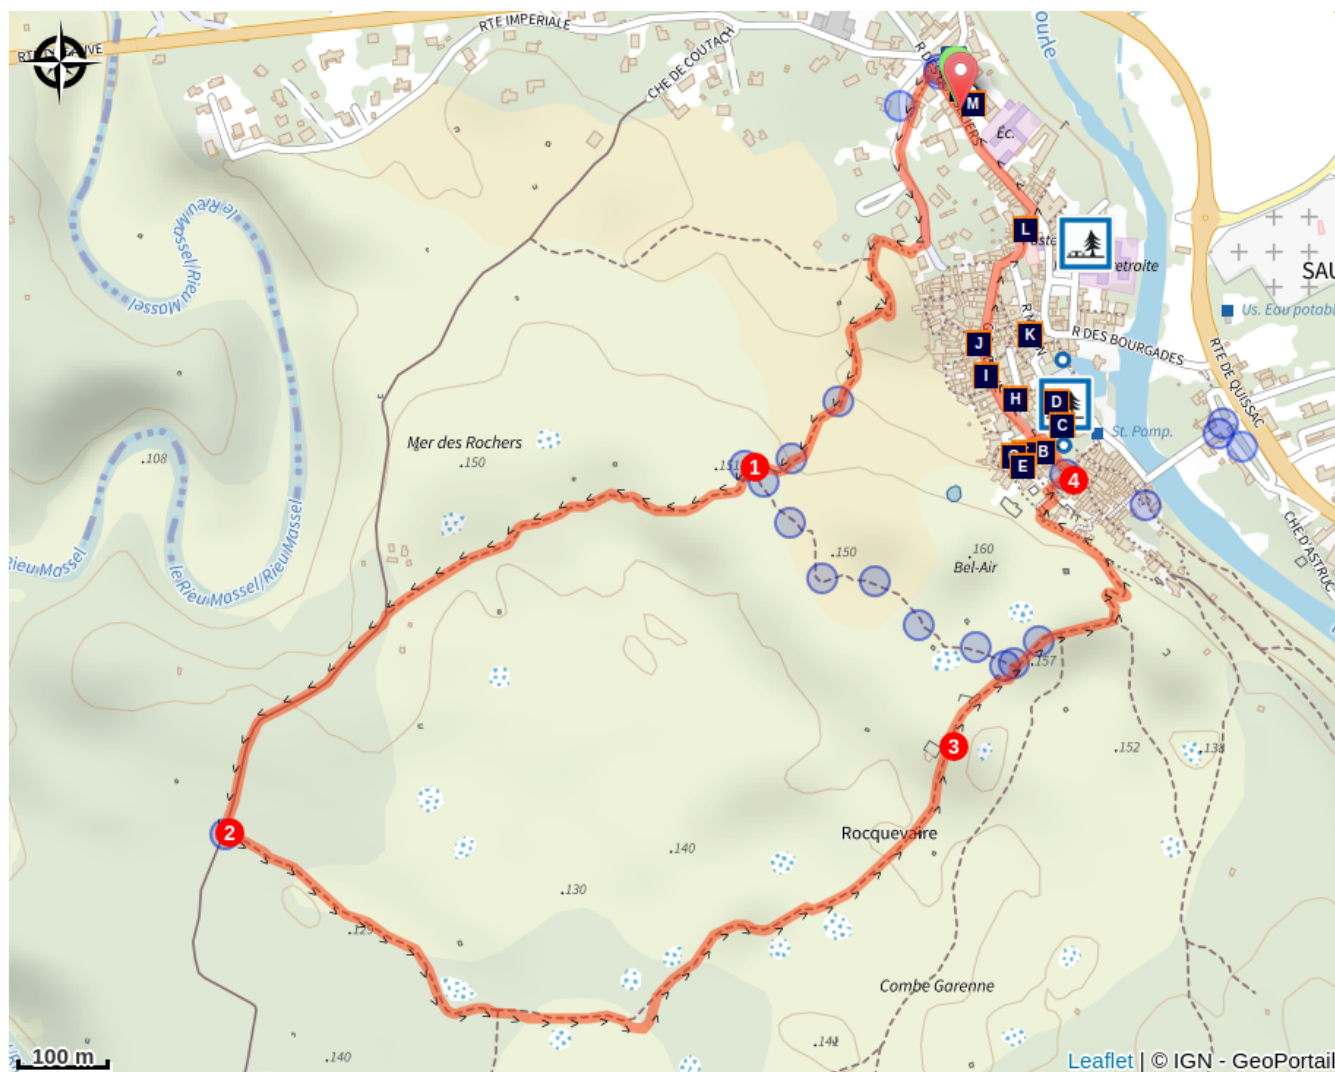 RTE IMPERIALE
CHE DE COUTACH
M
Éc.
le Rieu Massel/Rieu Massel
L
etraite
SAU
Us. Eau potabl
J
K
R DES BOURGADES
RTE DE QUISSAC
I
H
D
C
St. Pomp.
B
E
4
Mer des Rochers
.150
.151
1
.108
.150
.160
Bel-Air
CHE D'ASTRUC
Rieu Massel
le Rieu Massel/Rieu Massel
.157
3
.152
.138
2
Rocquevaire
.140
.130
.129
Combe Garenne
.140
100 m
Leaflet | © IGN - GeoPortail